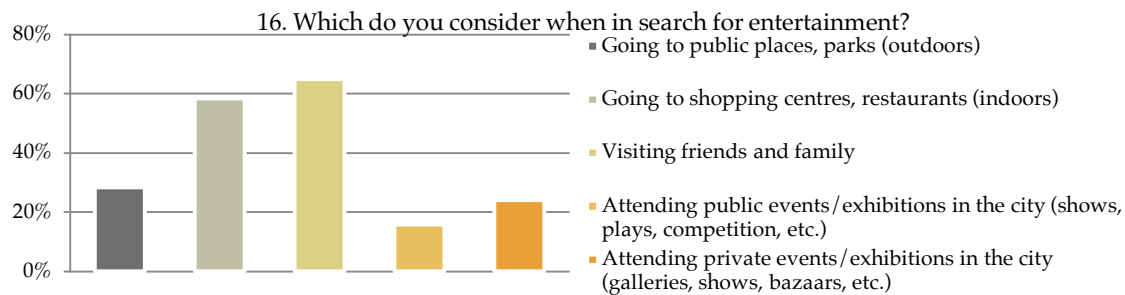 16. Which do you consider when in search for entertainment?
80%
60%
40%
20%
0%
Going to public places, parks (outdoors)
Going to shopping centres, restaurants (indoors)
Visiting friends and family
Attending public events/exhibitions in the city (shows,
plays, competition, etc.)
Attending private events/exhibitions in the city
(galleries, shows, bazaars, etc.)